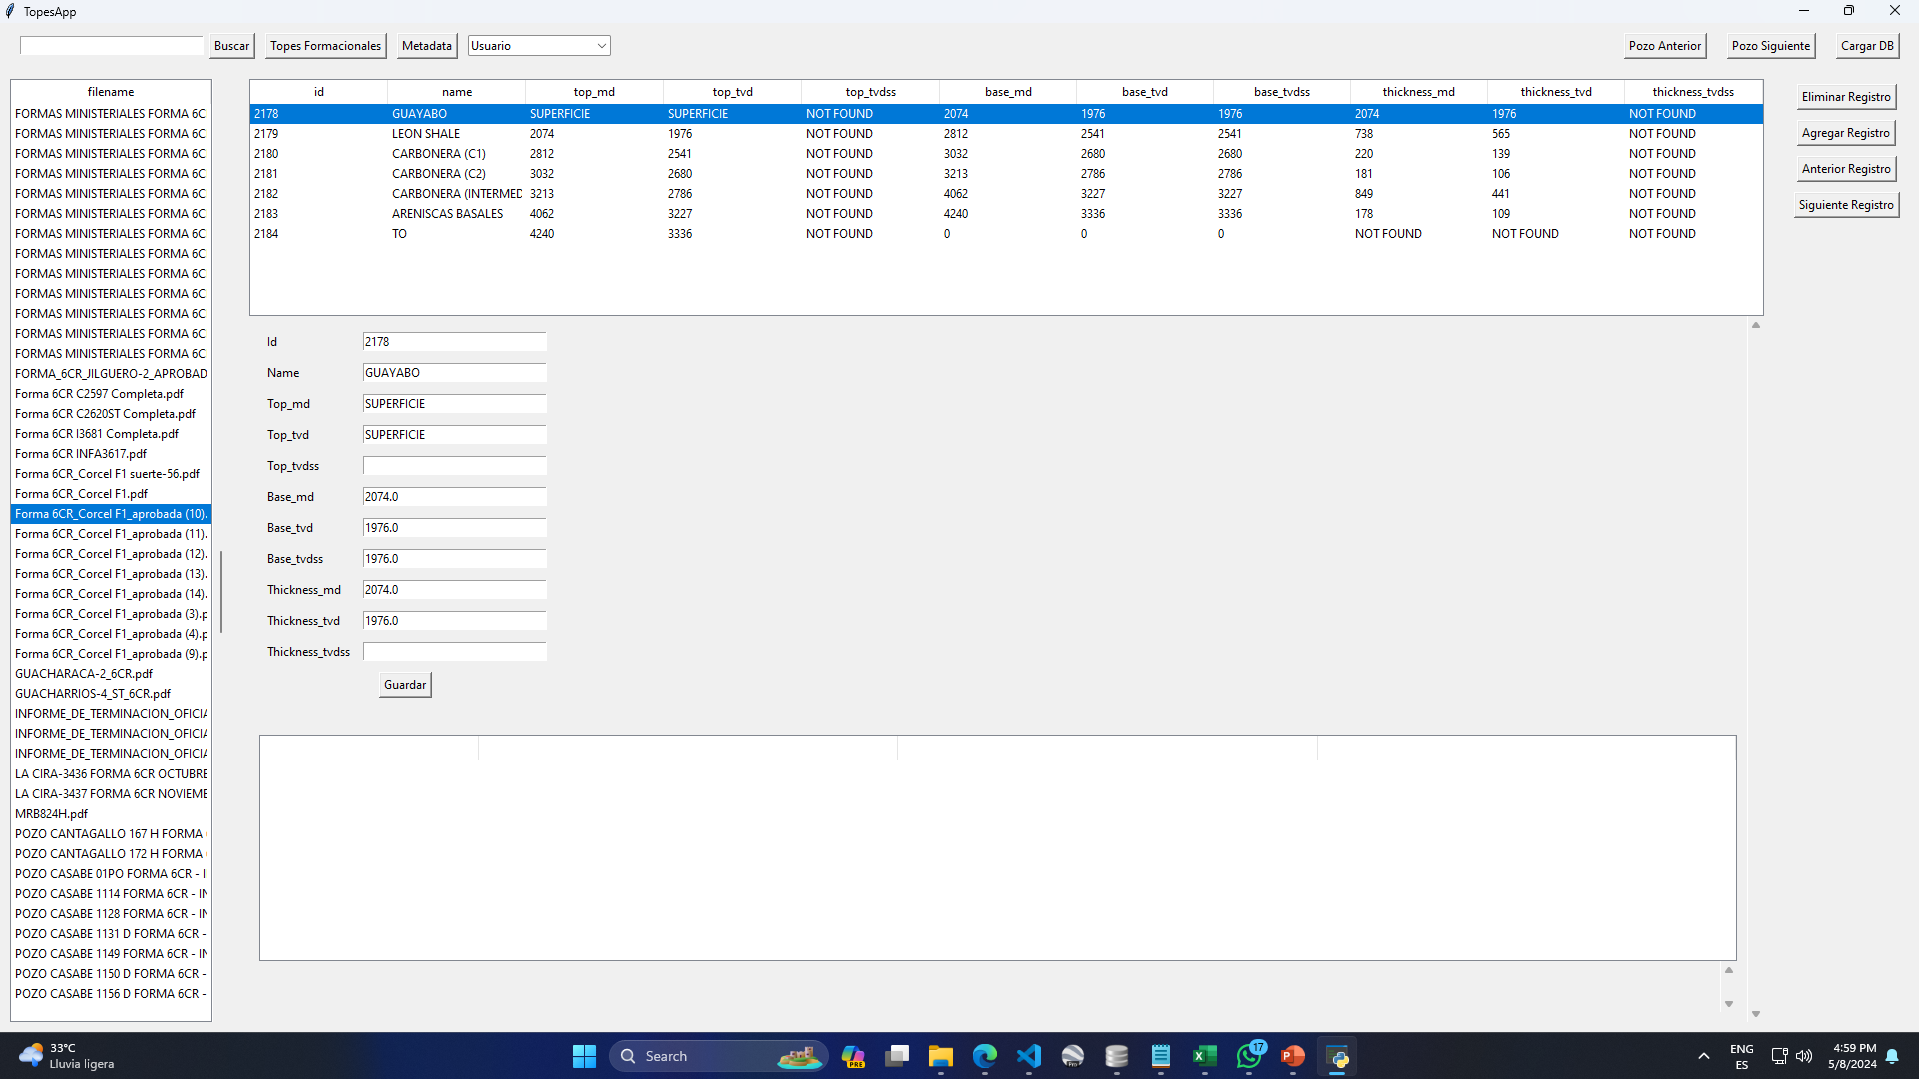 TopesApp
Buscar Topes Formacionales Metadata Usuario Pozo Anterior Pozo Siguiente Cargar DB
filename
FORMAS MINISTERIALES FORMA 6C
FORMAS MINISTERIALES FORMA 6C
FORMAS MINISTERIALES FORMA 6C
FORMAS MINISTERIALES FORMA 6C
FORMAS MINISTERIALES FORMA 6C
FORMAS MINISTERIALES FORMA 6C
FORMAS MINISTERIALES FORMA 6C
FORMAS MINISTERIALES FORMA 6C
FORMAS MINISTERIALES FORMA 6C
FORMAS MINISTERIALES FORMA 6C
FORMAS MINISTERIALES FORMA 6C
FORMAS MINISTERIALES FORMA 6C
FORMAS MINISTERIALES FORMA 6C
FORMA_6CR_JILGUERO-2_APROBAD
Forma 6CR C2597 Completa.pdf
Forma 6CR C2620ST Completa.pdf
Forma 6CR I3681 Completa.pdf
Forma 6CR INFA3617.pdf
Forma 6CR_Corcel F1 suerte-56.pdf
Forma 6CR_Corcel F1.pdf
Forma 6CR_Corcel F1_aprobada (10).
Forma 6CR_Corcel F1_aprobada (11).
Forma 6CR_Corcel F1_aprobada (12).
Forma 6CR_Corcel F1_aprobada (13).
Forma 6CR_Corcel F1_aprobada (14).
Forma 6CR_Corcel F1_aprobada (3).p
Forma 6CR_Corcel F1_aprobada (4).p
Forma 6CR_Corcel F1_aprobada (9).p
GUACHARACA-2_6CR.pdf
GUACHARRIOS-4_ST_6CR.pdf
INFORME_DE_TERMINACION_OFICIA
INFORME_DE_TERMINACION_OFICIA
INFORME_DE_TERMINACION_OFICIA
LA CIRA-3436 FORMA 6CR OCTUBRE
LA CIRA-3437 FORMA 6CR NOVIEME
MRB824H.pdf
POZO CANTAGALLO 167 H FORMA
POZO CANTAGALLO 172 H FORMA
POZO CASABE 01PO FORMA 6CR - I
POZO CASABE 1114 FORMA 6CR - IN
POZO CASABE 1128 FORMA 6CR - IN
POZO CASABE 1131 D FORMA 6CR -
POZO CASABE 1149 FORMA 6CR - IN
POZO CASABE 1150 D FORMA 6CR -
POZO CASABE 1156 D FORMA 6CR -
id name top_md top_tvd top_tvdss base_md base_tvd base_tvdss thickness_md thickness_tvd thickness_tvdss
2178 GUAYABO SUPERFICIE SUPERFICIE NOT FOUND 2074 1976 1976 2074 1976 NOT FOUND
2179 LEON SHALE 2074 1976 NOT FOUND 2812 2541 2541 738 565 NOT FOUND
2180 CARBONERA (C1) 2812 2541 NOT FOUND 3032 2680 2680 220 139 NOT FOUND
2181 CARBONERA (C2) 3032 2680 NOT FOUND 3213 2786 2786 181 106 NOT FOUND
2182 CARBONERA (INTERMED 3213 2786 NOT FOUND 4062 3227 3227 849 441 NOT FOUND
2183 ARENISCAS BASALES 4062 3227 NOT FOUND 4240 3336 3336 178 109 NOT FOUND
2184 TO 4240 3336 NOT FOUND 0 0 0 NOT FOUND NOT FOUND NOT FOUND
Eliminar Registro
Agregar Registro
Anterior Registro
Siguiente Registro
Id 2178
Name GUAYABO
Top_md SUPERFICIE
Top_tvd SUPERFICIE
Top_tvdss
Base_md 2074.0
Base_tvd 1976.0
Base_tvdss 1976.0
Thickness_md 2074.0
Thickness_tvd 1976.0
Thickness_tvdss
Guardar
33°C
Lluvia ligera
Search
PRE
Pro
17
ENG
ES
4:59 PM
5/8/2024